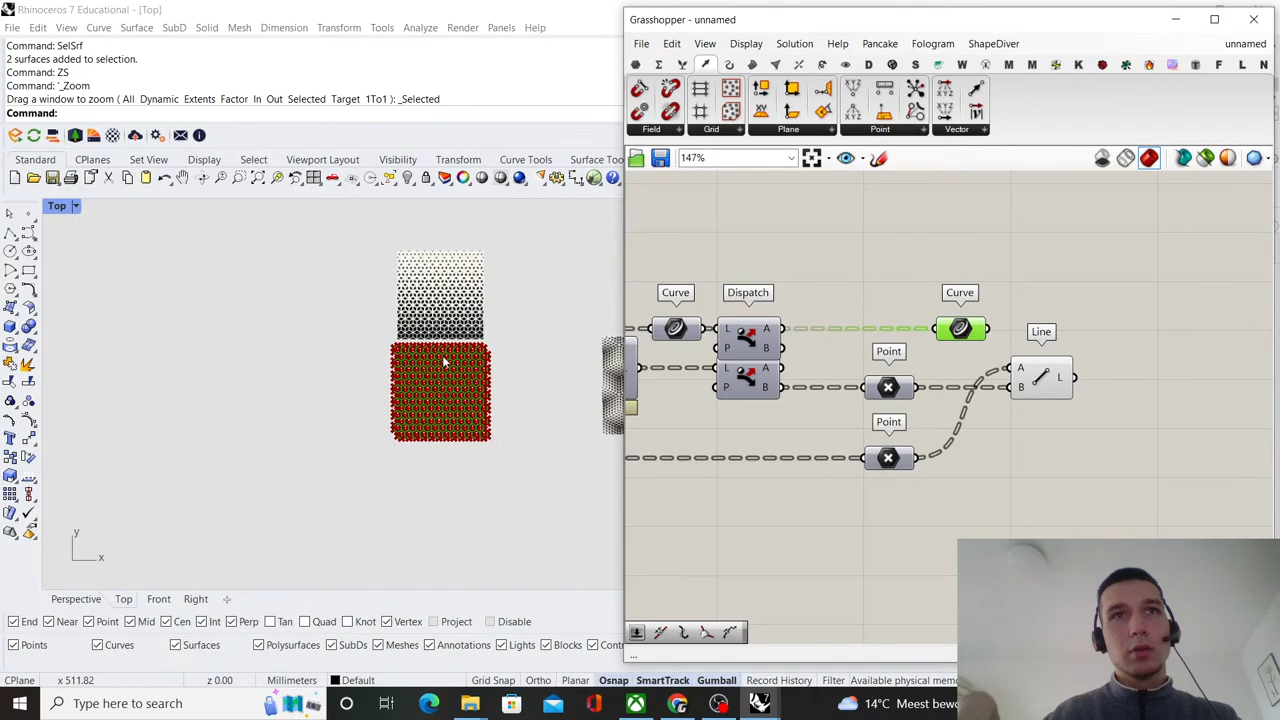 Rhinoceros 7 Educational - [Top]
File Edit View Curve Surface SubD Solid Mesh Dimension Transform Tools Analyze Render Panels Help
Command: SelSrf
2 surfaces added to selection.
Command: ZS
Command: '_Zoom
Drag a window to zoom ( All Dynamic Extents Factor In Out Selected Target 1To1 ): _Selected
Command:
Standard CPlanes Set View Display Select Viewport Layout Visibility Transform Curve Tools Surface Too
Top
y
x
Perspective Top Front Right
End Near Point Mid Cen Int Perp Tan Quad Knot Vertex Project Disable
Points Curves Surfaces Polysurfaces SubDs Meshes Annotations Lights Blocks Con
CPlane x 511.82 z 0.00 Millimeters Default Grid Snap Ortho Planar Osnap SmartTrack Gumball Record History Filter Available physical memo
Grasshopper - unnamed
File Edit View Display Solution Help Pancake Fologram ShapeDiver unnamed
Field Grid Plane Point Vector
147%
Curve Dispatch Curve
Line
L A
P B
Point
L A
P B
A
B
L
Point
...
Type here to search
14°C Meest bewo